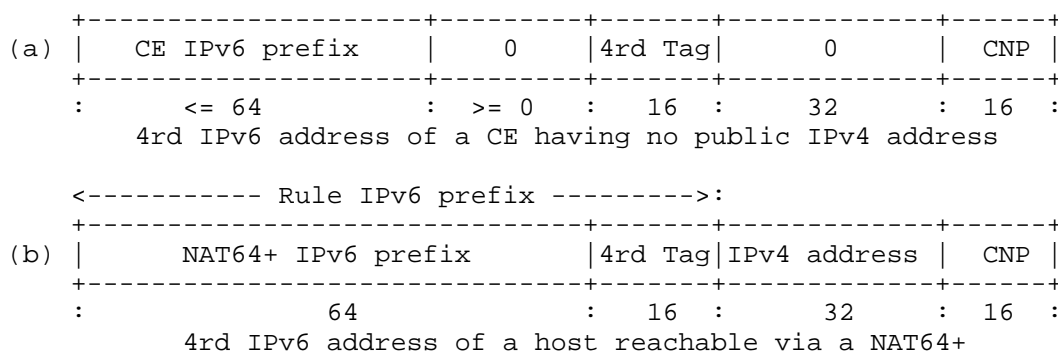 +--------------------+---------+-------+-------------+------+
(a) |   CE IPv6 prefix   |    0    |4rd Tag|      0      |  CNP |
    +--------------------+---------+-------+-------------+------+
    :       <= 64        :  >= 0   :   16  :     32      :  16  :
        4rd IPv6 address of a CE having no public IPv4 address

    <----------- Rule IPv6 prefix --------->:
    +------------------------------+-------+-------------+------+
(b) |      NAT64+ IPv6 prefix      |4rd Tag|IPv4 address |  CNP |
    +------------------------------+-------+-------------+------+
    :              64              :   16  :     32      :  16  :
          4rd IPv6 address of a host reachable via a NAT64+